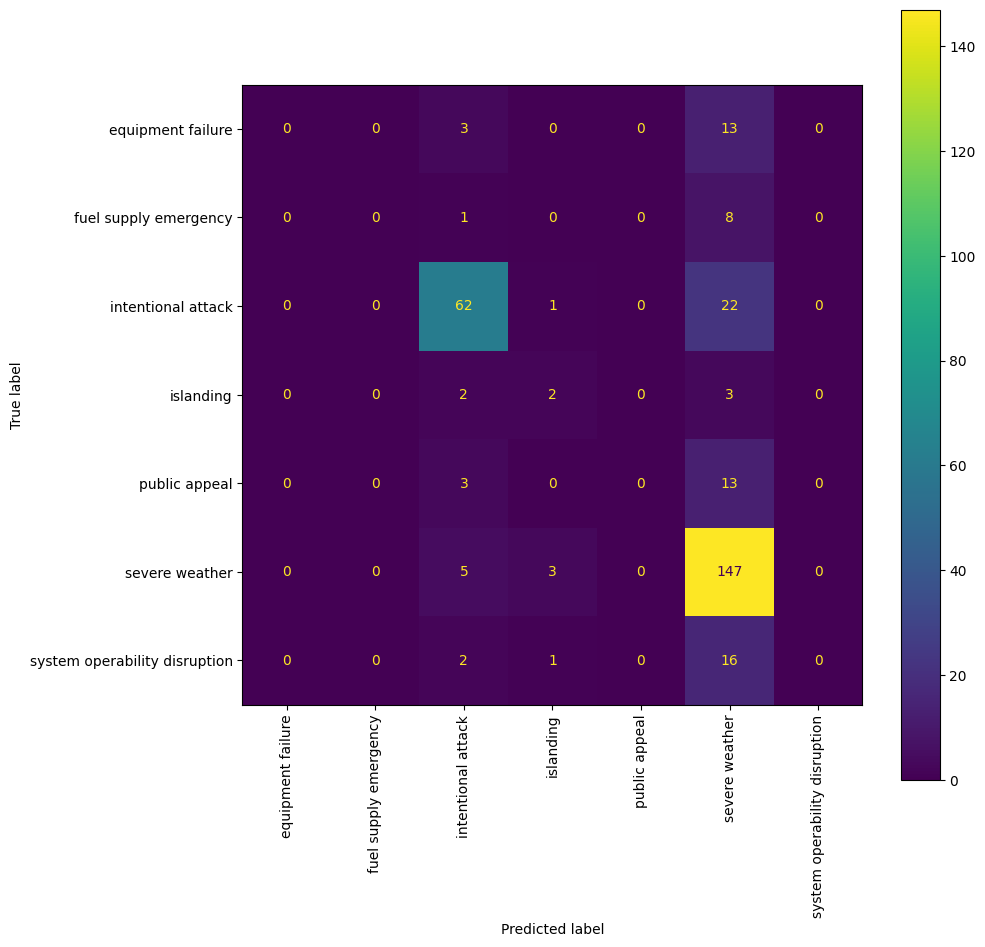 140
120
100
80
60
40
20
0
True label
equipment failure 0 0 3 0 0 13 0
fuel supply emergency 0 0 1 0 0 8 0
intentional attack 0 0 62 1 0 22 0
islanding 0 0 2 2 0 3 0
public appeal 0 0 3 0 0 13 0
severe weather 0 0 5 3 0 147 0
system operability disruption 0 0 2 1 0 16 0
equipment failure
fuel supply emergency
intentional attack
islanding
public appeal
severe weather
system operability disruption
Predicted label